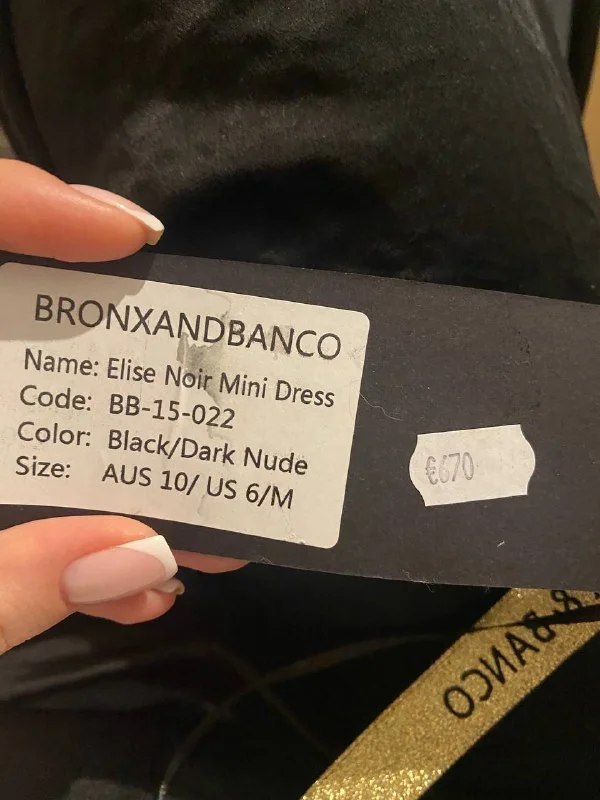 BRONXANDBANCO
Name: Elise Noir Mini Dress
Code: BB-15-022
Color: Black/Dark Nude
Size: AUS 10/ US 6/M
€670
& BANCO